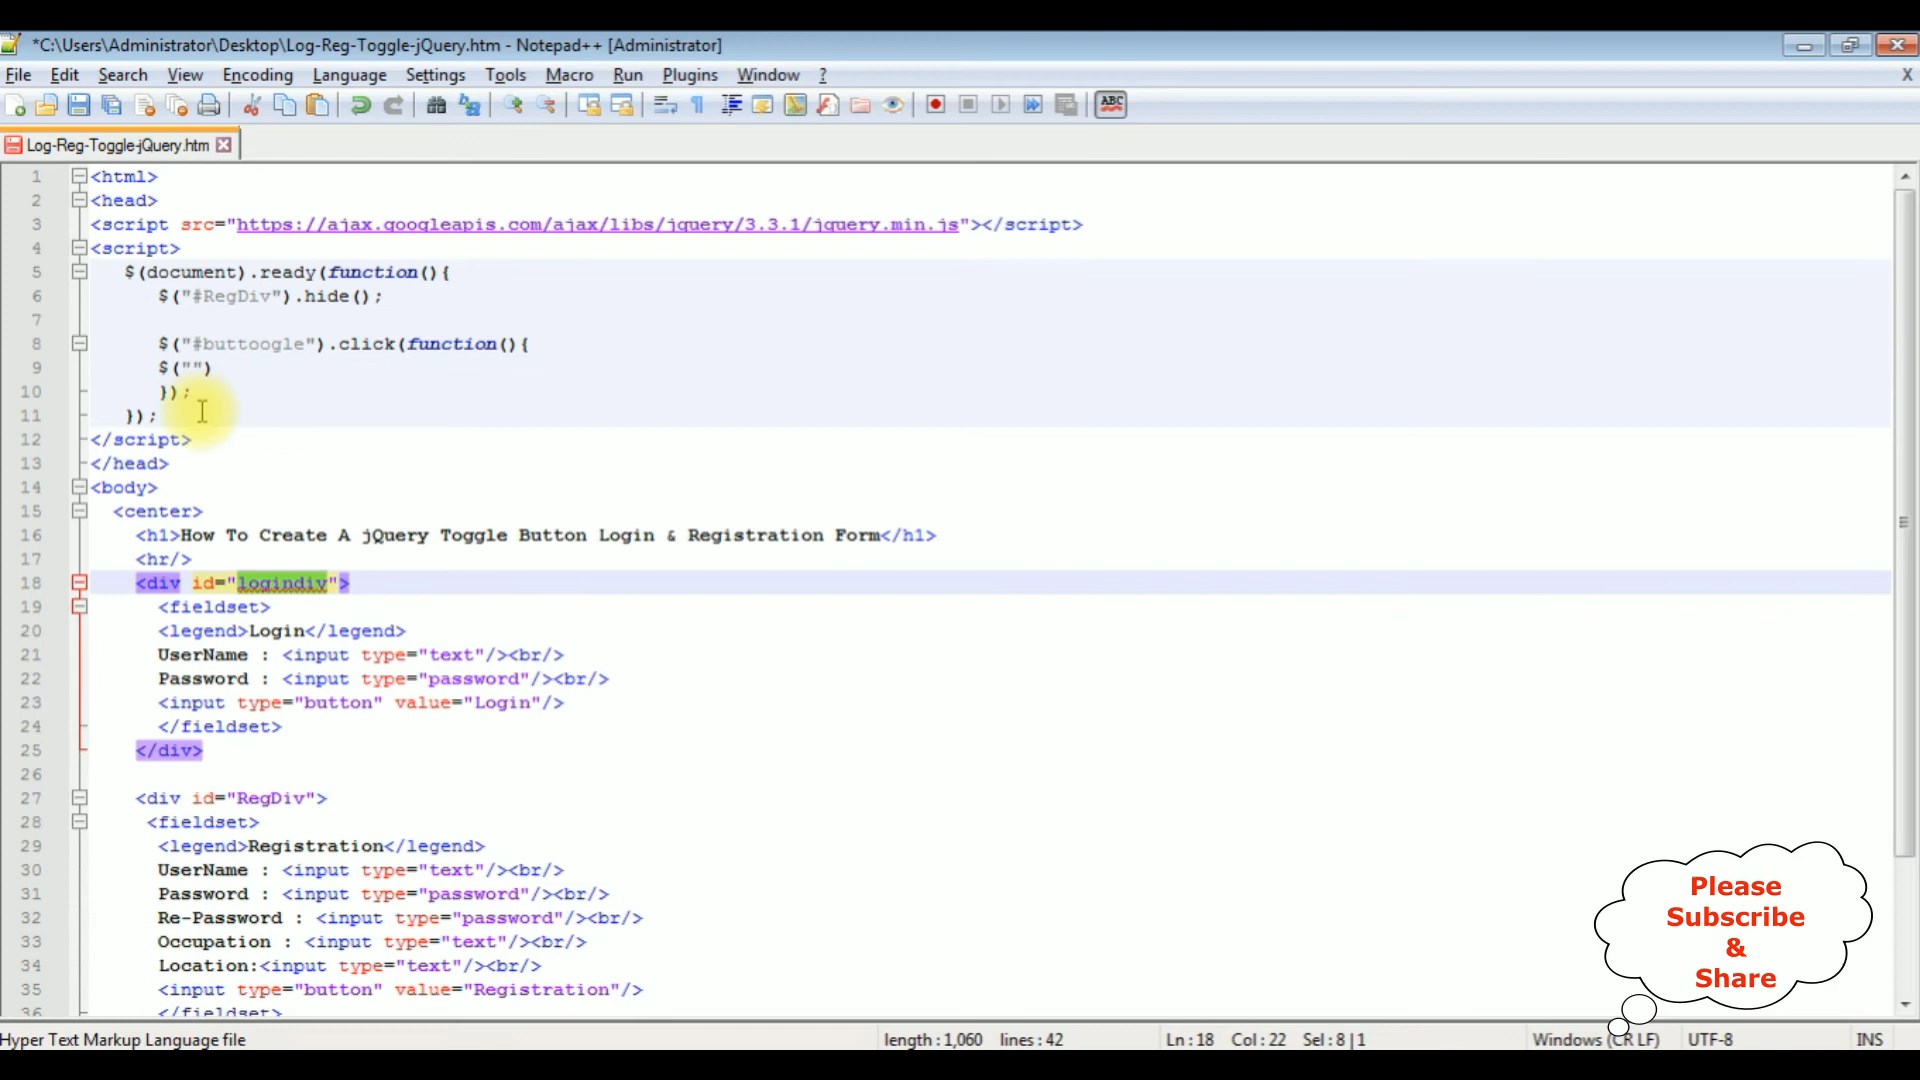 *C:\Users\Administrator\Desktop\Log-Reg-Toggle-jQuery.htm - Notepad++ [Administrator]
File Edit Search View Encoding Language Settings Tools Macro Run Plugins Window ? X
ABC
Log-Reg-Toggle-jQuery.htm
1 <html>
2 <head>
3 <script src="https://ajax.googleapis.com/ajax/libs/jquery/3.3.1/jquery.min.js"></script>
4 <script>
5 $(document).ready(function(){
6 $("#RegDiv").hide();
7
8 $("#buttoogle").click(function(){
9 $("")
10 });
11 });
12 </script>
13 </head>
14 <body>
15 <center>
16 <h1>How To Create A jQuery Toggle Button Login & Registration Form</h1>
17 <hr/>
18 <div id="logindiv">
19 <fieldset>
20 <legend>Login</legend>
21 UserName : <input type="text"/><br/>
22 Password : <input type="password"/><br/>
23 <input type="button" value="Login"/>
24 </fieldset>
25 </div>
26
27 <div id="RegDiv">
28 <fieldset>
29 <legend>Registration</legend>
30 UserName : <input type="text"/><br/>
31 Password : <input type="password"/><br/>
32 Re-Password : <input type="password"/><br/>
33 Occupation : <input type="text"/><br/>
34 Location:<input type="text"/><br/>
35 <input type="button" value="Registration"/>
36 </fieldset>
Please
Subscribe
&
Share
Hyper Text Markup Language file length : 1,060 lines : 42 Ln : 18 Col : 22 Sel : 8 | 1 Windows (CR LF) UTF-8 INS